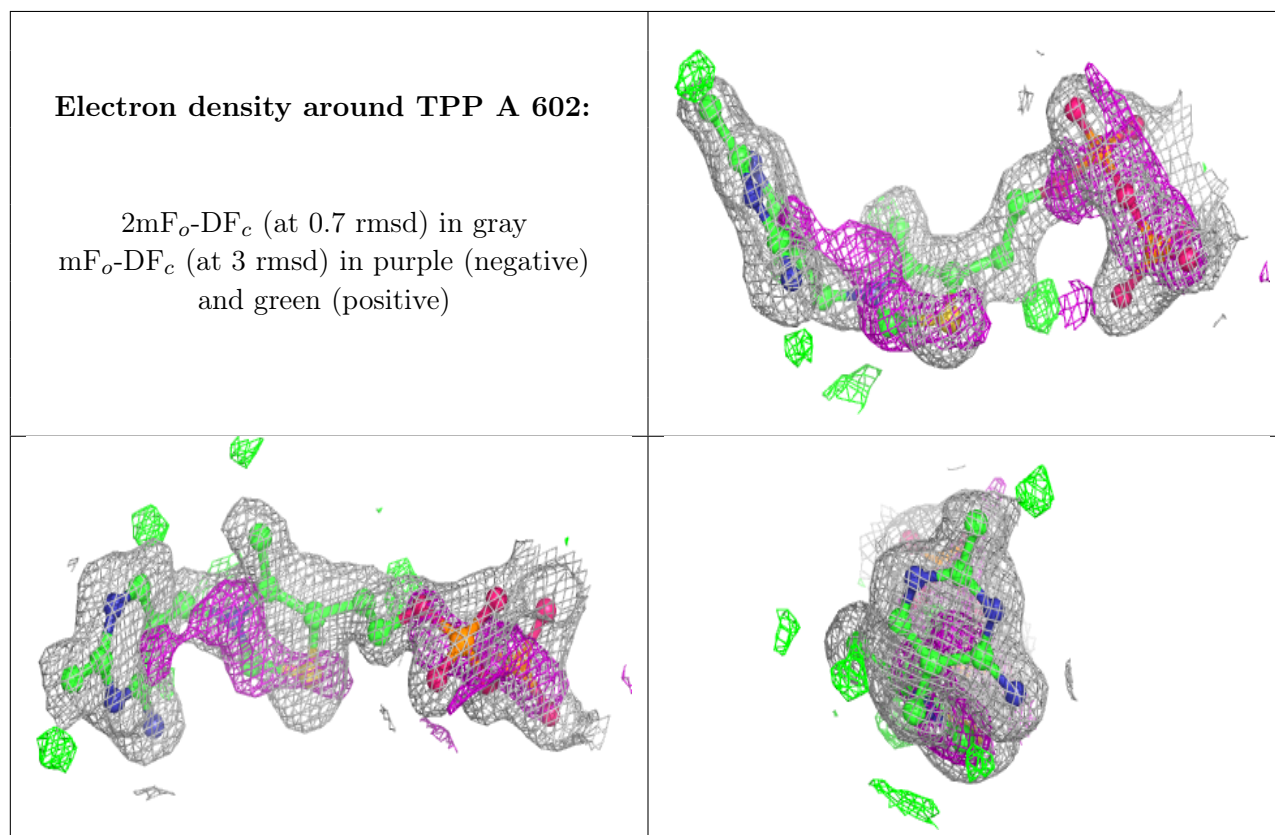 Electron density around TPP A 602:
2mFo-DFc (at 0.7 rmsd) in gray
mFo-DFc (at 3 rmsd) in purple (negative)
and green (positive)